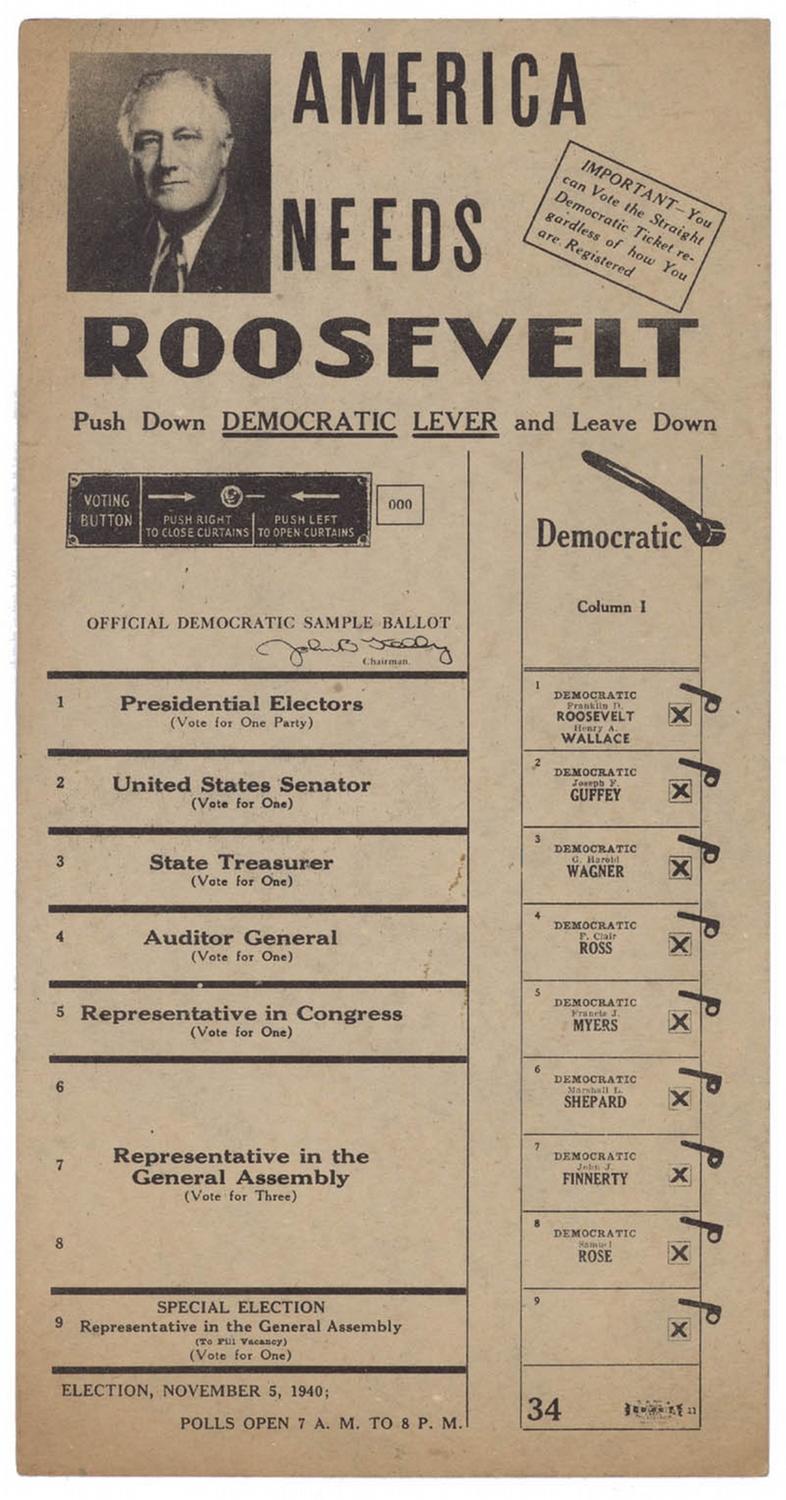 AMERICA
NEEDS
ROOSEVELT
IMPORTANT—You
can Vote the Straight
Democratic Ticket re-
gardless of how You
are Registered
Push Down DEMOCRATIC LEVER and Leave Down
VOTING
BUTTON
PUSH RIGHT
TO CLOSE CURTAINS
PUSH LEFT
TO OPEN CURTAINS
000
Democratic
Column 1
OFFICIAL DEMOCRATIC SAMPLE BALLOT
Chairman.
1
Presidential Electors
(Vote for One Party)
2
United States Senator
(Vote for One)
3
State Treasurer
(Vote for One)
4
Auditor General
(Vote for One)
5
Representative in Congress
(Vote for One)
6
7
Representative in the
General Assembly
(Vote for Three)
8
9
SPECIAL ELECTION
Representative in the General Assembly
(To Fill Vacancy)
(Vote for One)
ELECTION, NOVEMBER 5, 1940;
POLLS OPEN 7 A. M. TO 8 P. M.
1
DEMOCRATIC
Franklin D.
ROOSEVELT
Henry A.
WALLACE
X
2
DEMOCRATIC
Joseph F.
GUFFEY
X
3
DEMOCRATIC
G. Harold
WAGNER
X
4
DEMOCRATIC
F. Clair
ROSS
X
5
DEMOCRATIC
Francis J.
MYERS
X
6
DEMOCRATIC
Marshall L.
SHEPARD
X
7
DEMOCRATIC
John J.
FINNERTY
X
8
DEMOCRATIC
Samuel
ROSE
X
9
X
34
11